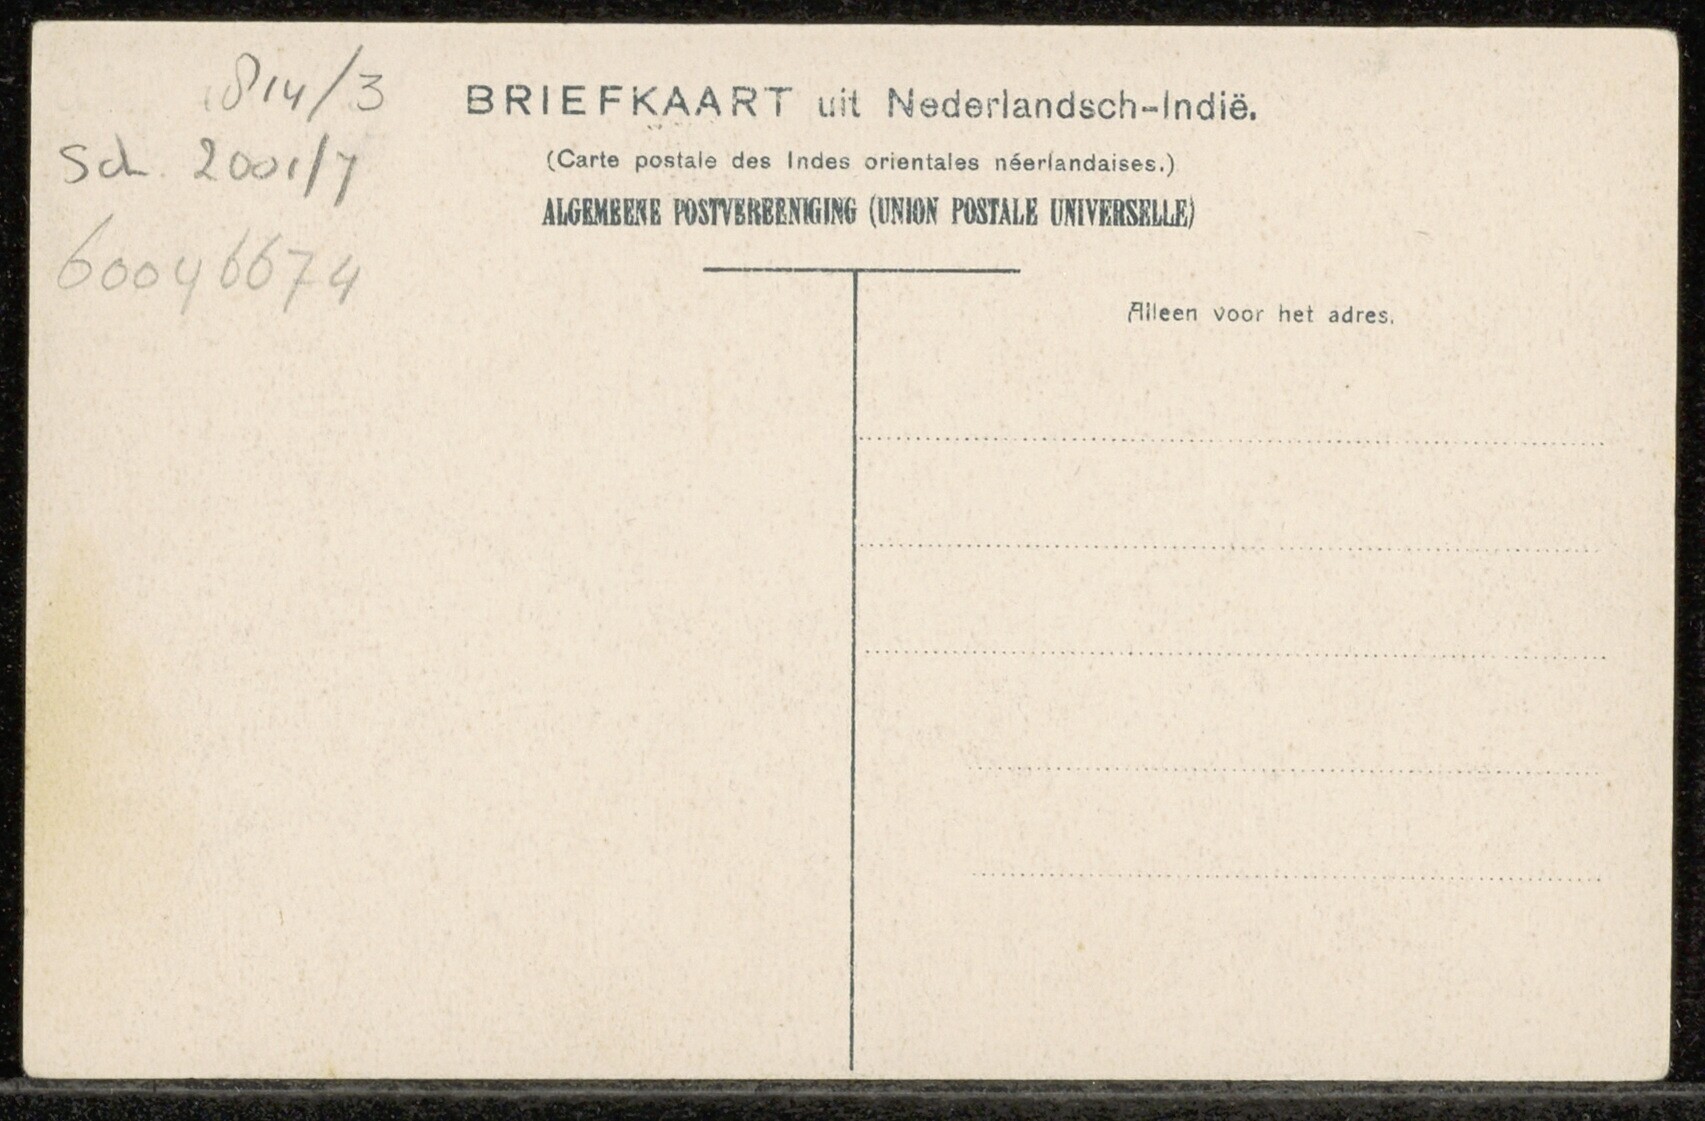 814/3
Sch. 2001/7
60046674
BRIEFKAART uit Nederlandsch-Indië.
(Carte postale des Indes orientales néerlandaises.)
ALGEMEENE POSTVEREENIGING (UNION POSTALE UNIVERSELLE)
Alleen voor het adres.